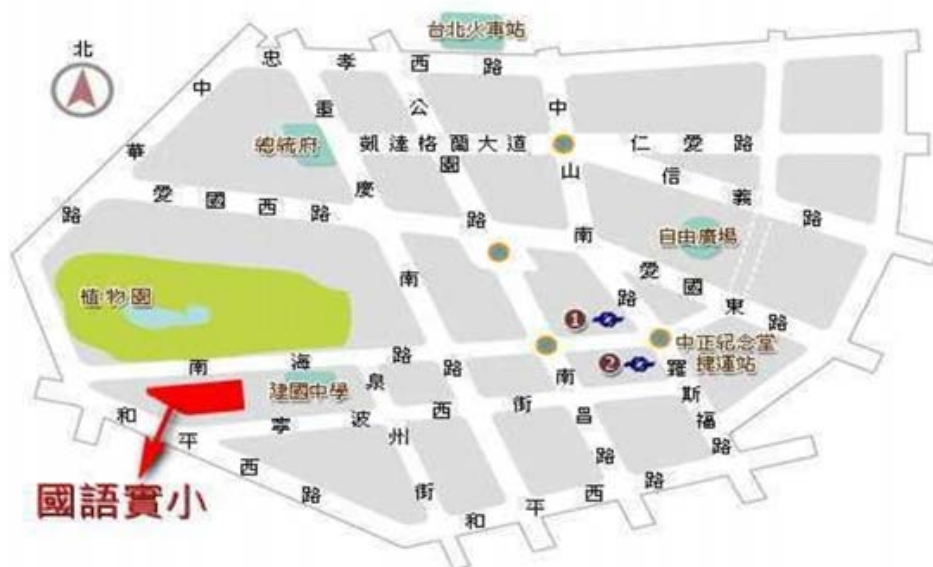 台北火車站
北
忠孝西路
中華路
重慶南路
公園路
中山南路
總統府
凱達格蘭大道
仁愛路
信義路
愛國西路
自由廣場
愛國東路
植物園
1
中正紀念堂
捷運站
2
南海路
羅斯福路
建國中學
泉州街
寧波西街
南昌路
和平西路
和平西路
國語實小